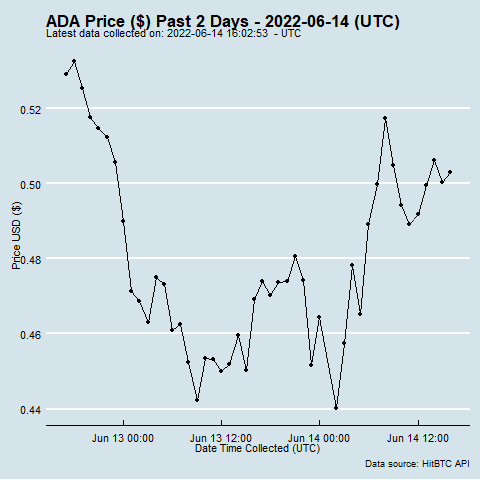 ADA Price ($) Past 2 Days - 2022-06-14 (UTC)
Latest data collected on: 2022-06-14 16:02:53 - UTC
Price USD ($)
0.52
0.50
0.48
0.46
0.44
Jun 13 00:00 Jun 13 12:00 Jun 14 00:00 Jun 14 12:00
Date Time Collected (UTC)
Data source: HitBTC API